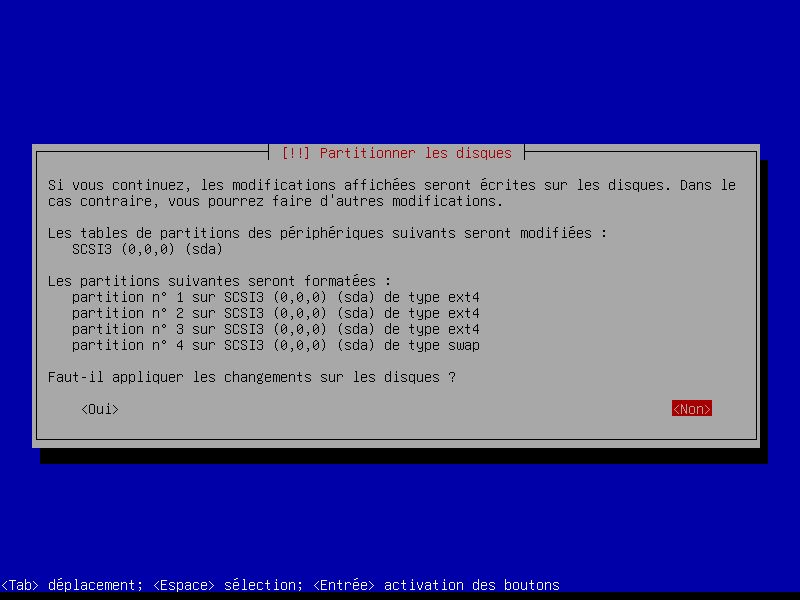 [!!] Partitionner les disques
Si vous continuez, les modifications affichées seront écrites sur les disques. Dans le
cas contraire, vous pourrez faire d'autres modifications.
Les tables de partitions des périphériques suivants seront modifiées :
SCSI3 (0,0,0) (sda)
Les partitions suivantes seront formatées :
partition n° 1 sur SCSI3 (0,0,0) (sda) de type ext4
partition n° 2 sur SCSI3 (0,0,0) (sda) de type ext4
partition n° 3 sur SCSI3 (0,0,0) (sda) de type ext4
partition n° 4 sur SCSI3 (0,0,0) (sda) de type swap
Faut-il appliquer les changements sur les disques ?
<Oui> <Non>
<Tab> déplacement; <Espace> sélection; <Entrée> activation des boutons